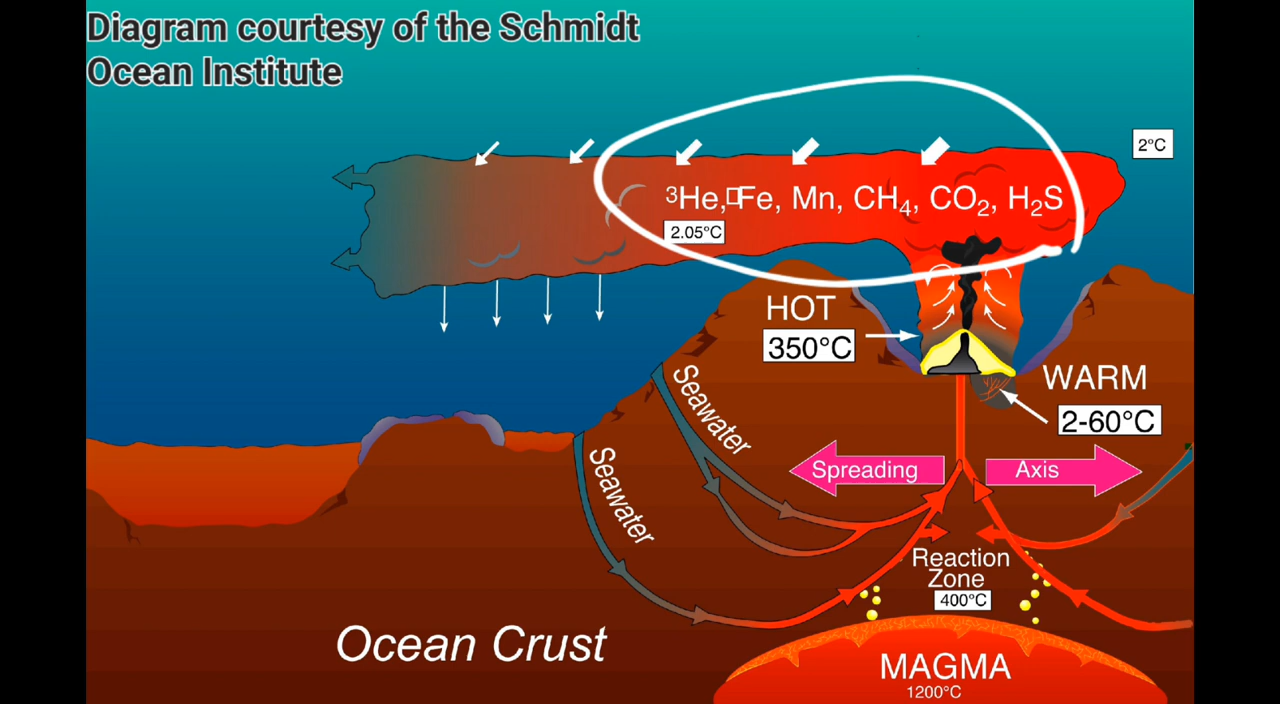 Diagram courtesy of the Schmidt
Ocean Institute
2°C
³He,□Fe, Mn, CH₄, CO₂, H₂S
2.05°C
HOT
350°C
WARM
2-60°C
Seawater
Seawater
Spreading
Axis
Reaction
Zone
400°C
Ocean Crust
MAGMA
1200°C